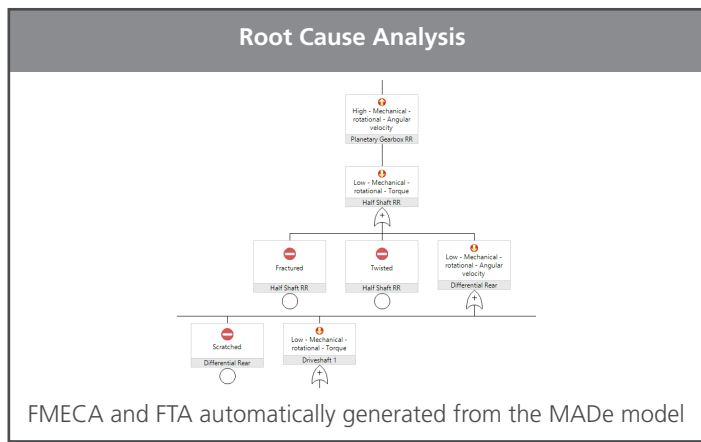 Root Cause Analysis
High - Mechanical -
rotational - Angular
velocity
Planetary Gearbox RR
Low - Mechanical -
rotational - Torque
Half Shaft RR
+
Fractured
Half Shaft RR
Twisted
Half Shaft RR
Low - Mechanical -
rotational - Angular
velocity
Differential Rear
+
Scratched
Differential Rear
Low - Mechanical -
rotational - Torque
Driveshaft 1
+
FMECA and FTA automatically generated from the MADe model